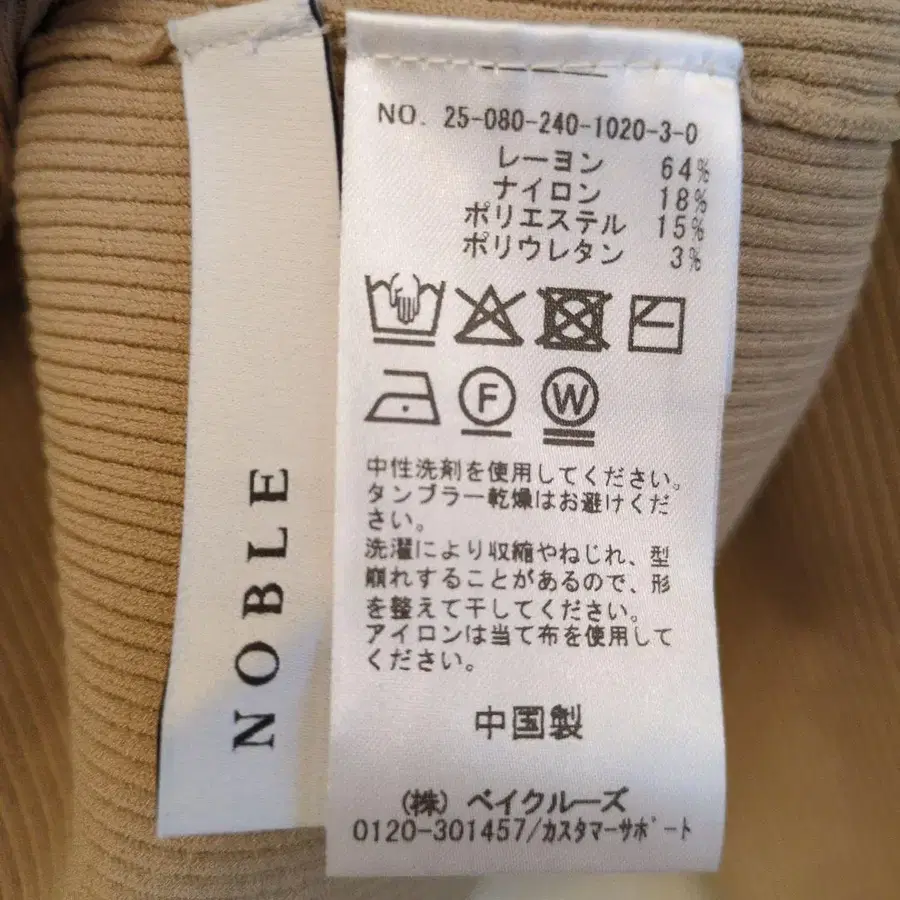 NOBLE
NO. 25-080-240-1020-3-0
レーヨン 64%
ナイロン 18%
ポリエステル 15%
ポリウレタン 3%
F W
中性洗剤を使用してください。
タンブラー乾燥はお避けくだ
さい。
洗濯により収縮やねじれ、型
崩れすることがあるので、形
を整えて干してください。
アイロンは当て布を使用して
ください。
中国製
(株) ベイクルーズ
0120-301457/カスタマーサポート